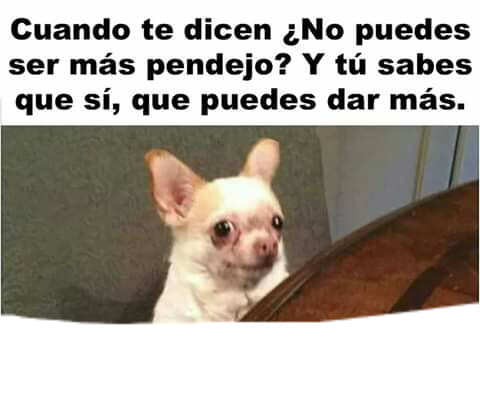 Cuando te dicen ¿No puedes
ser más pendejo? Y tú sabes
que sí, que puedes dar más.